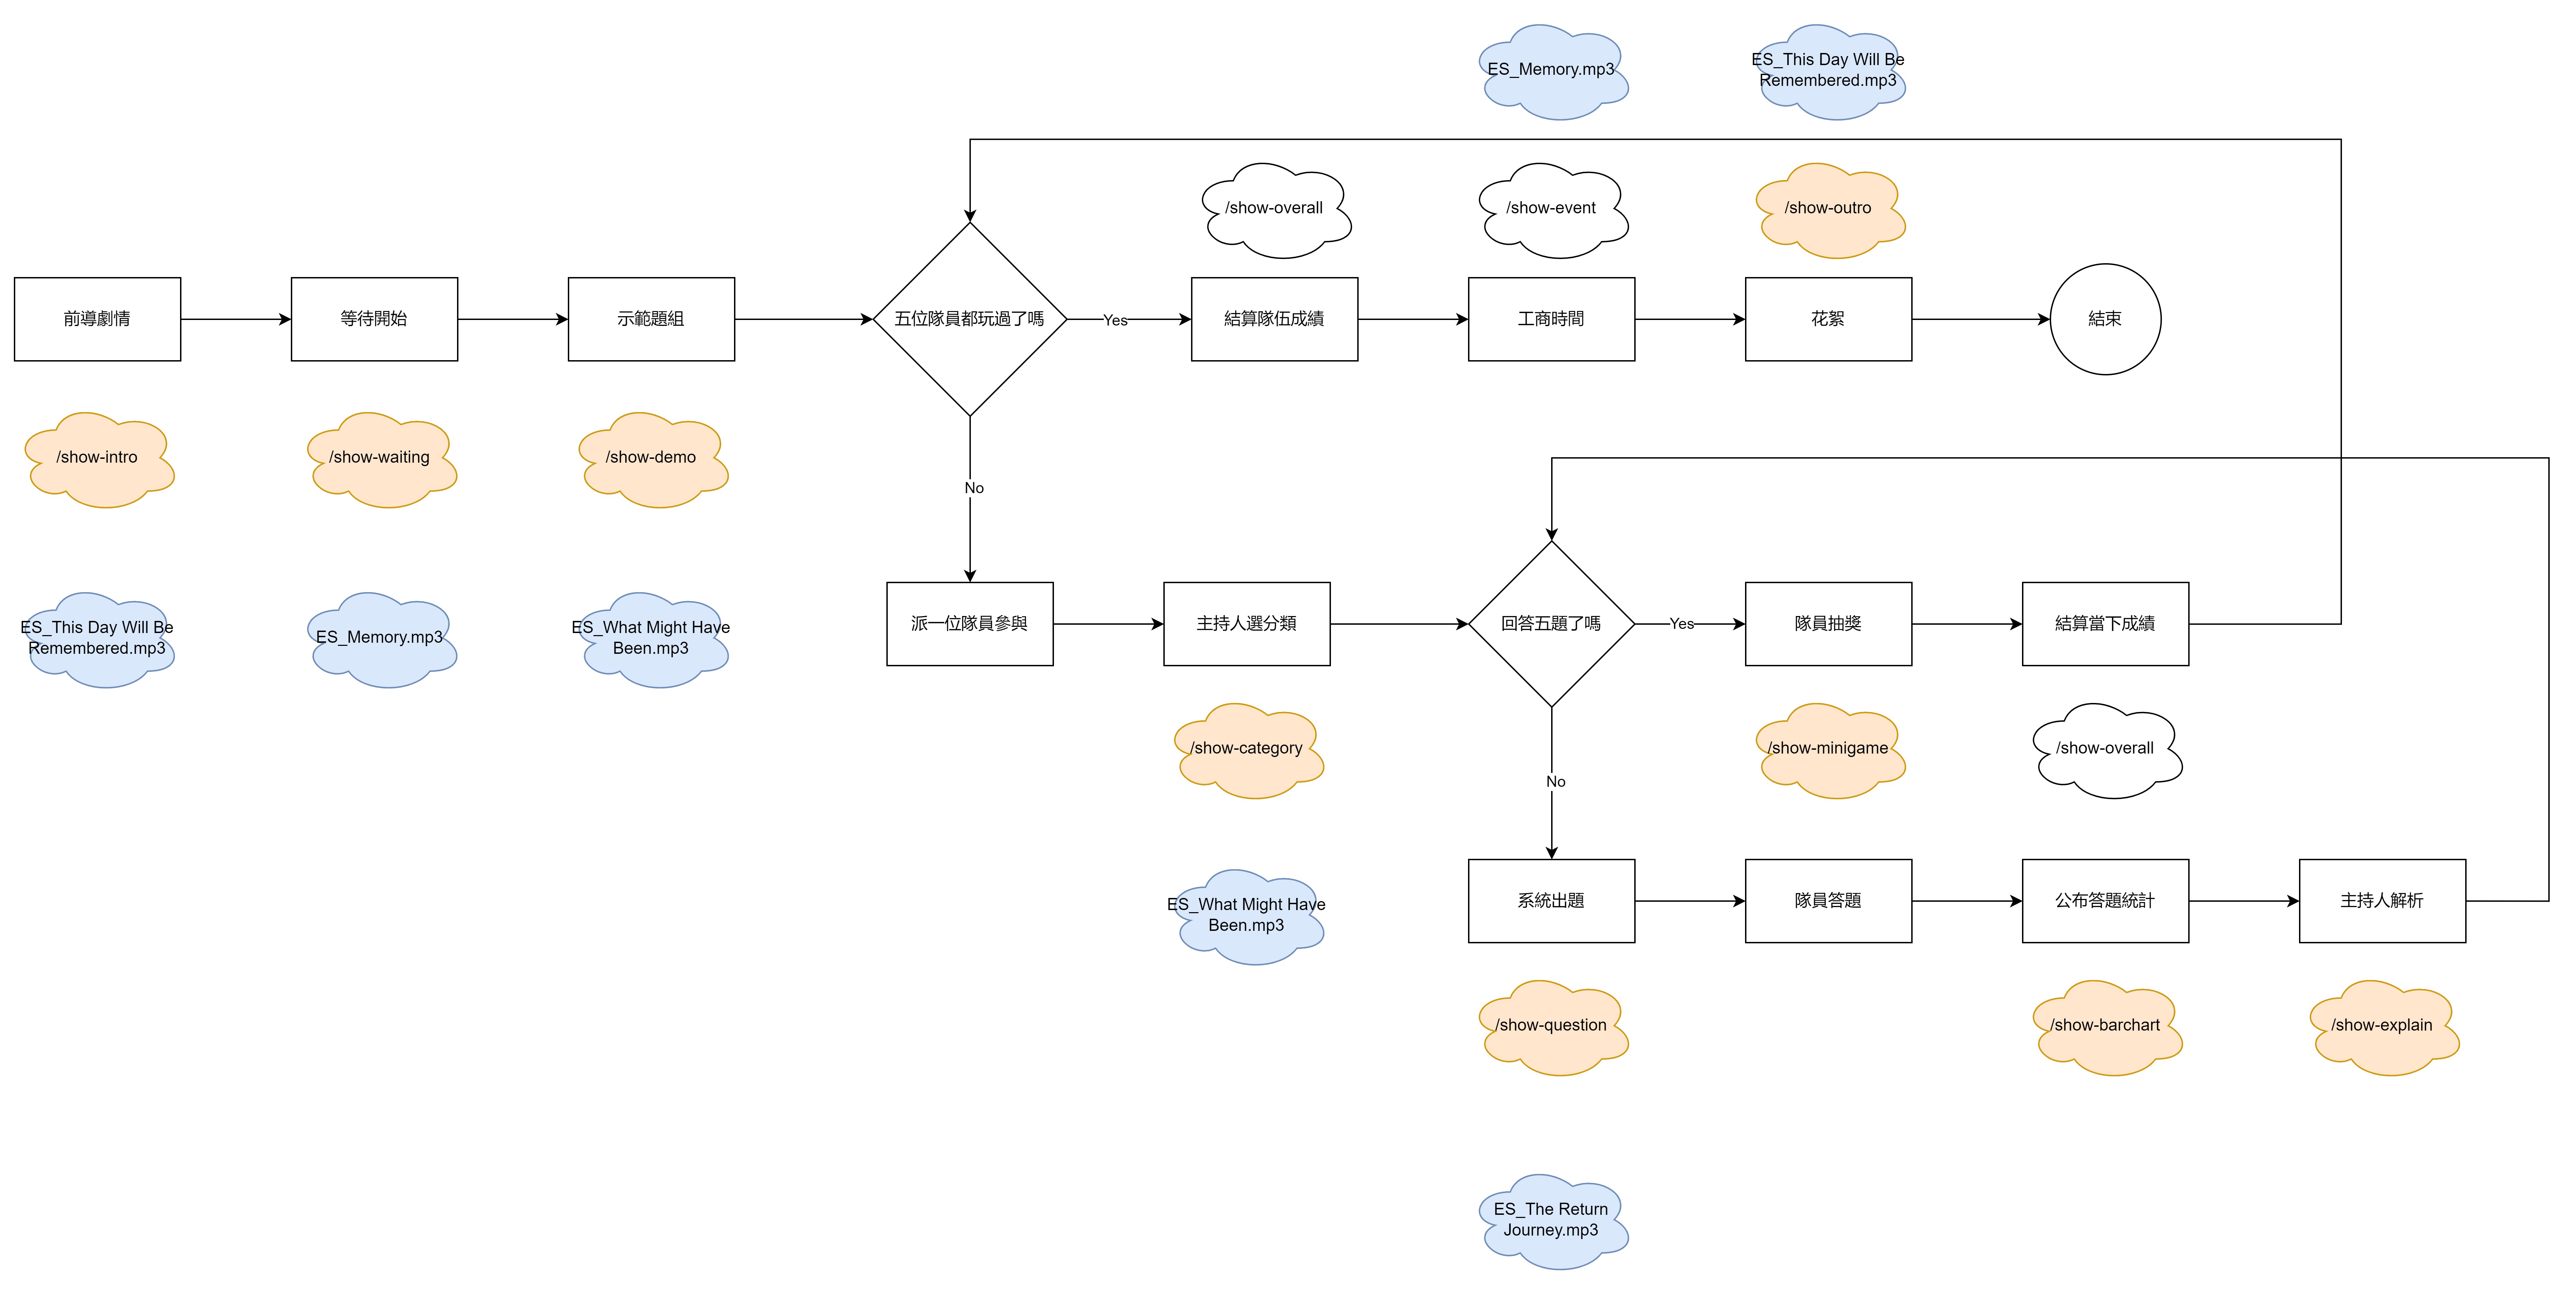 ES_Memory.mp3
ES_This Day Will Be
Remembered.mp3
/show-overall
/show-event
/show-outro
前導劇情
等待開始
示範題組
五位隊員都玩過了嗎
Yes
結算隊伍成績
工商時間
花絮
結束
/show-intro
/show-waiting
/show-demo
No
ES_This Day Will Be
Remembered.mp3
ES_Memory.mp3
ES_What Might Have
Been.mp3
派一位隊員參與
主持人選分類
回答五題了嗎
Yes
隊員抽獎
結算當下成績
/show-category
/show-minigame
/show-overall
No
ES_What Might Have
Been.mp3
系統出題
隊員答題
公布答題統計
主持人解析
/show-question
/show-barchart
/show-explain
ES_The Return
Journey.mp3